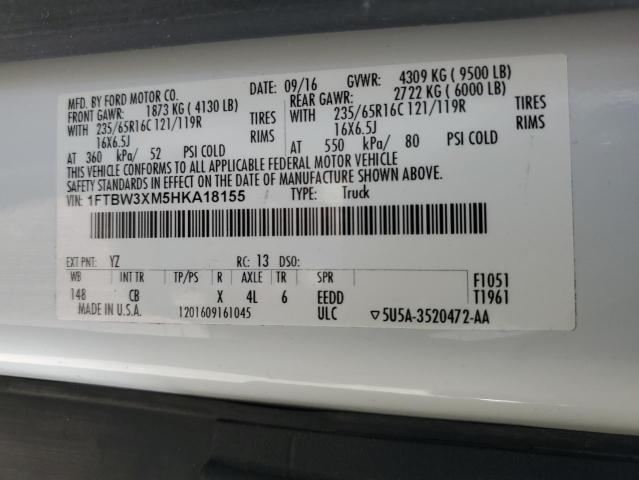 MFD. BY FORD MOTOR CO. DATE: 09/16 GVWR: 4309 KG ( 9500 LB)
FRONT GAWR: 1873 KG ( 4130 LB) REAR GAWR: 2722 KG ( 6000 LB)
WITH 235/65R16C 121/119R TIRES WITH 235/65R16C 121/119R TIRES
16X6.5J RIMS 16X6.5J RIMS
AT 360 kPa/ 52 PSI COLD AT 550 kPa/ 80 PSI COLD
THIS VEHICLE CONFORMS TO ALL APPLICABLE FEDERAL MOTOR VEHICLE
SAFETY STANDARDS IN EFFECT ON THE DATE OF MANUFACTURE SHOWN ABOVE.
VIN: 1FTBW3XM5HKA18155 TYPE: Truck
EXT PNT: YZ RC: 13 DSO:
WB INT TR TP/PS R AXLE TR SPR F1051
148 CB X 4L 6 EEDD T1961
MADE IN U.S.A. 1201609161045 ULC ▽5U5A-3520472-AA